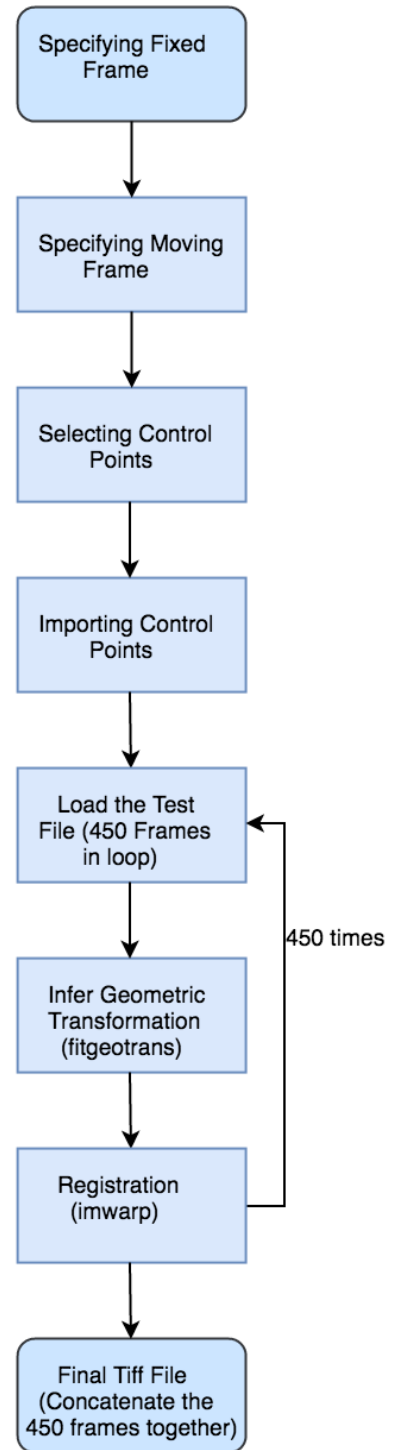 Specifying Fixed
Frame
Specifying Moving
Frame
Selecting Control
Points
Importing Control
Points
Load the Test
File (450 Frames
in loop)
450 times
Infer Geometric
Transformation
(fitgeotrans)
Registration
(imwarp)
Final Tiff File
(Concatenate the
450 frames together)